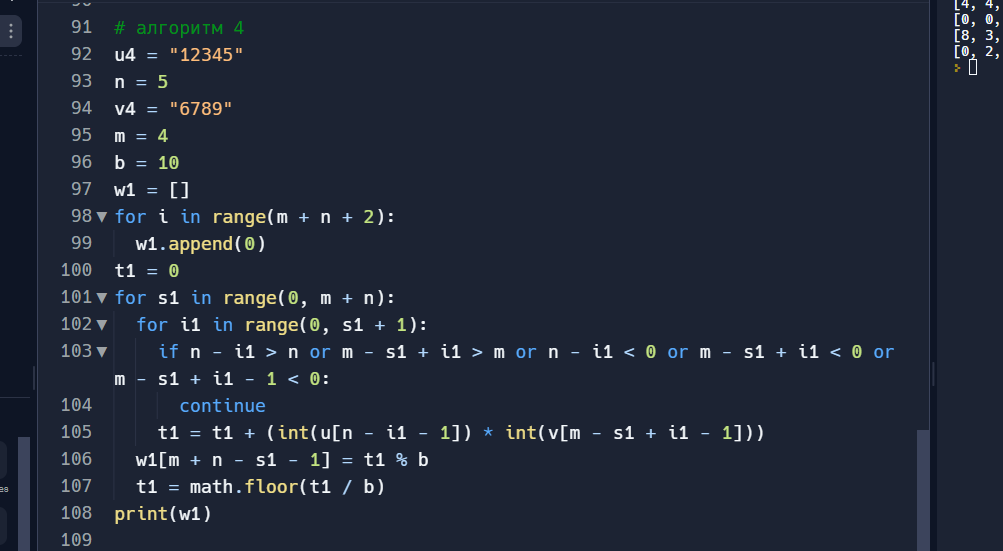 91 # алгоритм 4
92 u4 = "12345"
93 n = 5
94 v4 = "6789"
95 m = 4
96 b = 10
97 w1 = []
98 for i in range(m + n + 2):
99 w1.append(0)
100 t1 = 0
101 for s1 in range(0, m + n):
102 for i1 in range(0, s1 + 1):
103 if n - i1 > n or m - s1 + i1 > m or n - i1 < 0 or m - s1 + i1 < 0 or
m - s1 + i1 - 1 < 0:
104 continue
105 t1 = t1 + (int(u[n - i1 - 1]) * int(v[m - s1 + i1 - 1]))
106 w1[m + n - s1 - 1] = t1 % b
107 t1 = math.floor(t1 / b)
108 print(w1)
109
[4, 4,
[0, 0,
[8, 3,
[0, 2,